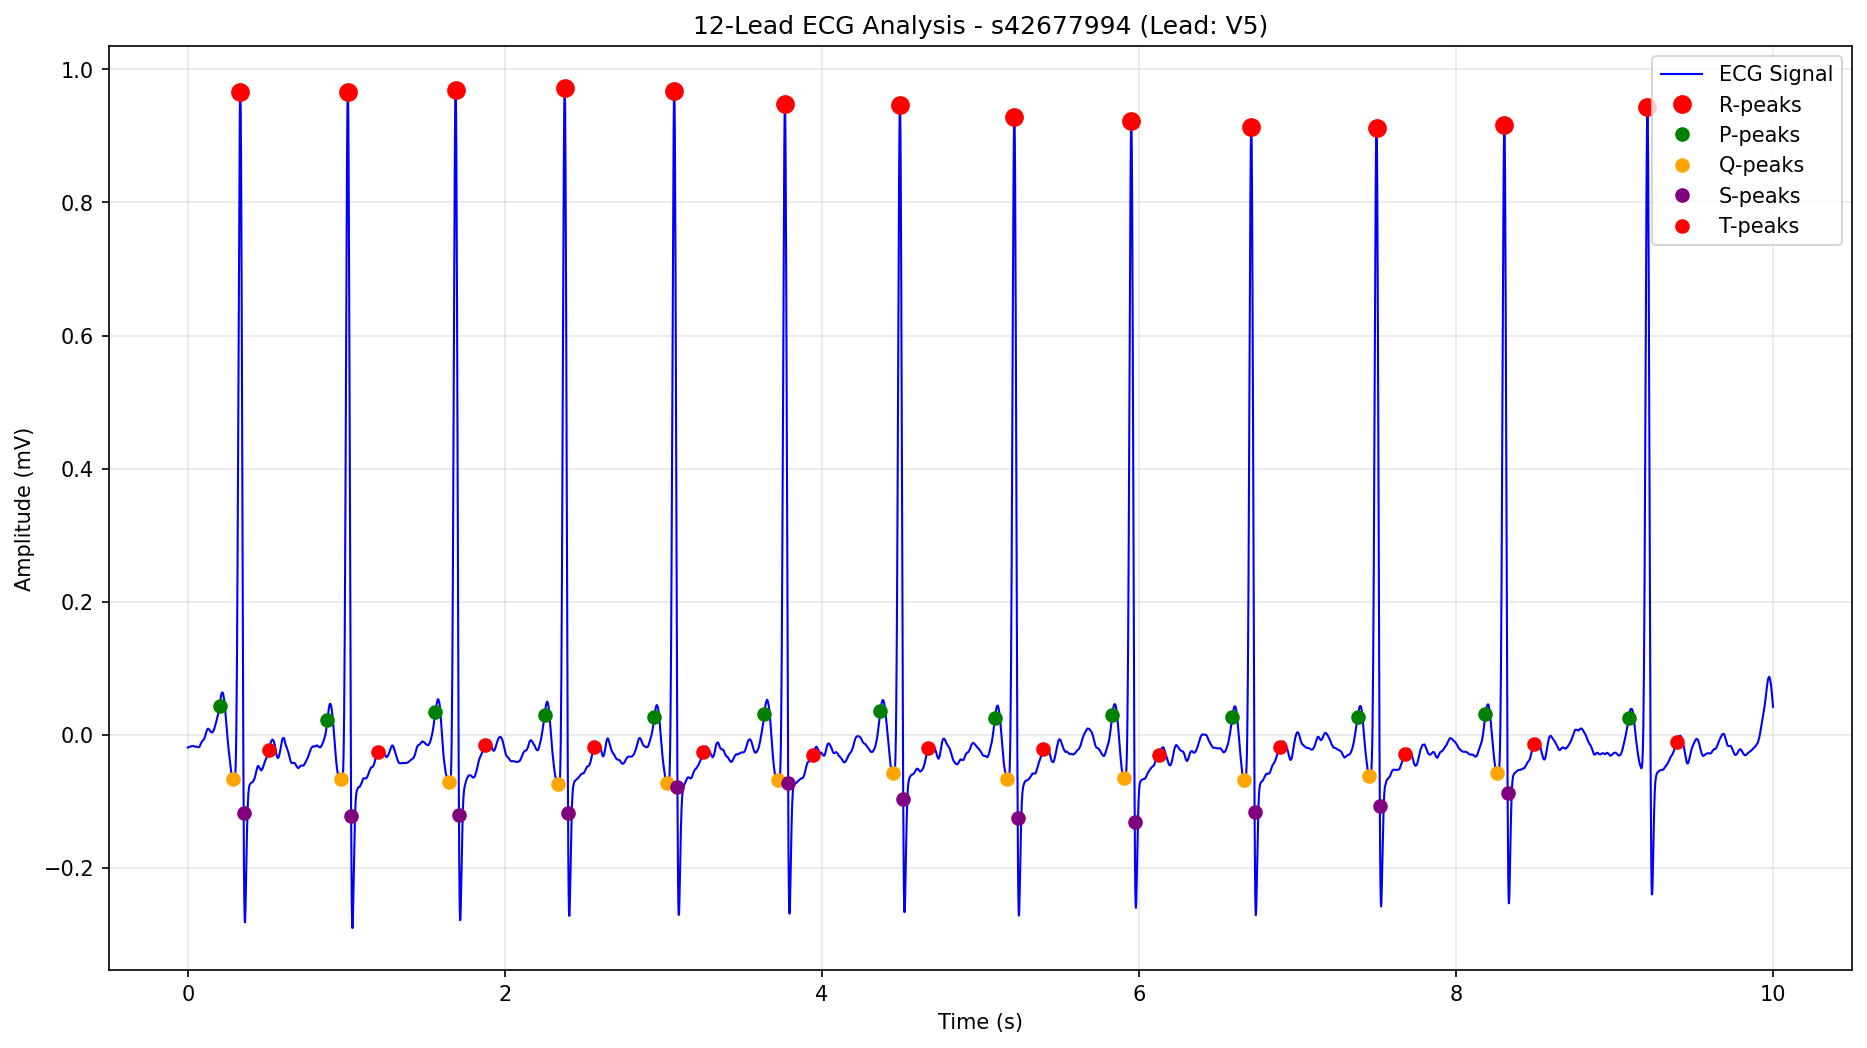 12-Lead ECG Analysis - s42677994 (Lead: V5)
ECG Signal
R-peaks
P-peaks
Q-peaks
S-peaks
T-peaks
1.0
0.8
0.6
0.4
0.2
0.0
−0.2
Amplitude (mV)
0 2 4 6 8 10
Time (s)